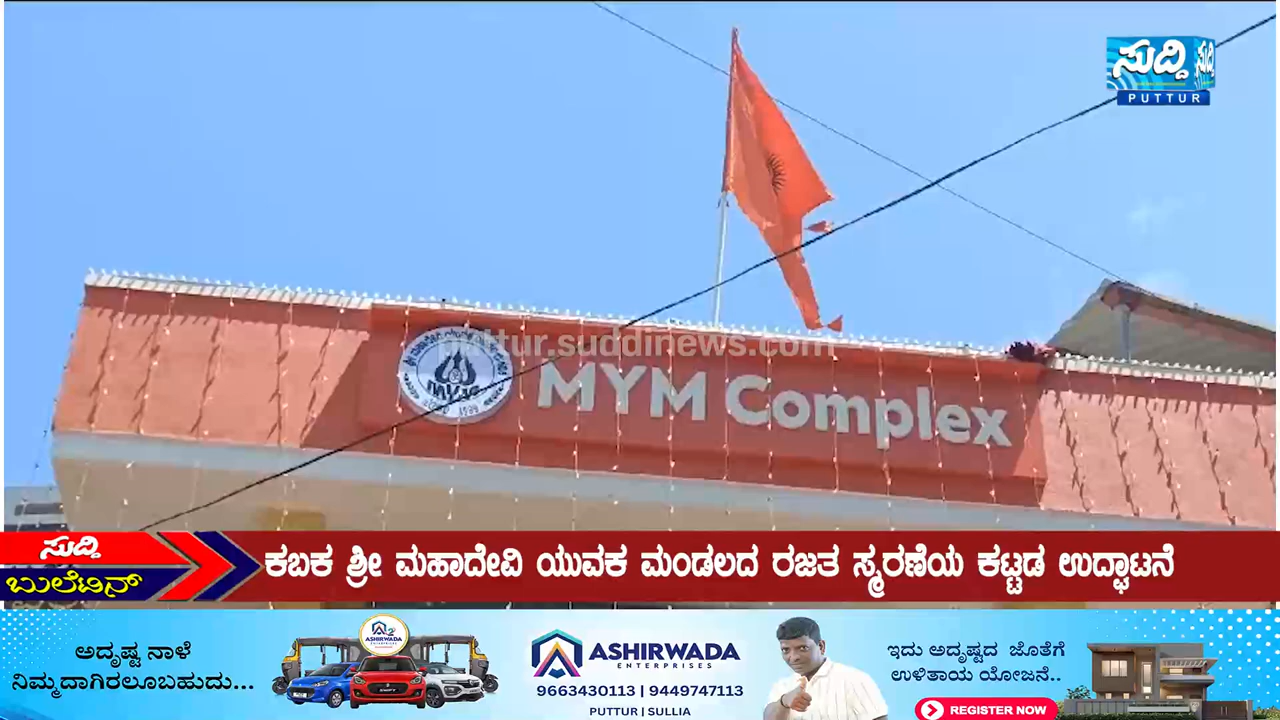 ಸುದ್ದಿ
ಸುದ್ದಿ
PUTTUR
puttur.suddinews.com
MYM Complex
ಸುದ್ದಿ
ಬುಲೆಟಿನ್
ಕಬಕ ಶ್ರೀ ಮಹಾದೇವಿ ಯುವಕ ಮಂಡಲದ ರಜತ ಸ್ಮರಣೆಯ ಕಟ್ಟಡ ಉದ್ಘಾಟನೆ
ಅದೃಷ್ಟ ನಾಳೆ
ನಿಮ್ಮದಾಗಿರಲೂಬಹುದು...
ASHIRWADA
ASHIRWADA
ENTERPRISES
9663430113 | 9449747113
PUTTUR | SULLIA
ಇದು ಅದೃಷ್ಟದ ಜೊತೆಗೆ
ಉಳಿತಾಯ ಯೋಜನೆ..
REGISTER NOW